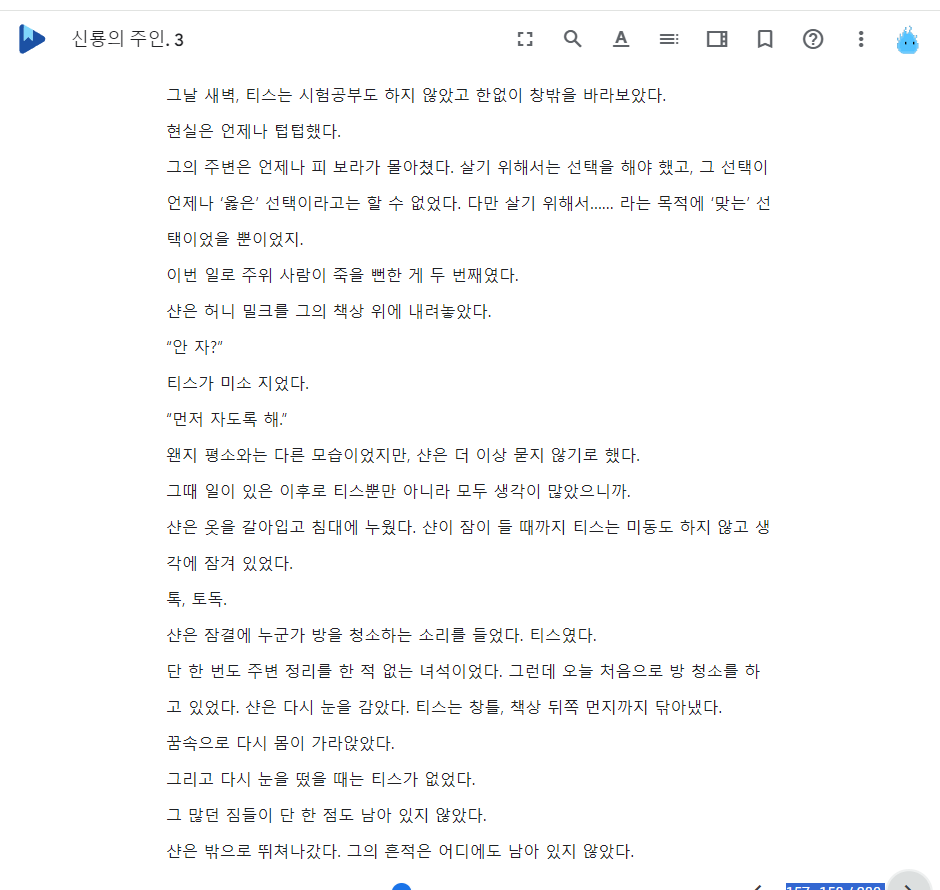 신룡의 주인. 3
그날 새벽, 티스는 시험공부도 하지 않았고 한없이 창밖을 바라보았다.
현실은 언제나 텁텁했다.
그의 주변은 언제나 피 보라가 몰아쳤다. 살기 위해서는 선택을 해야 했고, 그 선택이
언제나 ‘옳은’ 선택이라고는 할 수 없었다. 다만 살기 위해서...... 라는 목적에 ‘맞는’ 선
택이었을 뿐이었지.
이번 일로 주위 사람이 죽을 뻔한 게 두 번째였다.
샨은 허니 밀크를 그의 책상 위에 내려놓았다.
“안 자?”
티스가 미소 지었다.
“먼저 자도록 해.”
왠지 평소와는 다른 모습이었지만, 샨은 더 이상 묻지 않기로 했다.
그때 일이 있은 이후로 티스뿐만 아니라 모두 생각이 많았으니까.
샨은 옷을 갈아입고 침대에 누웠다. 샨이 잠이 들 때까지 티스는 미동도 하지 않고 생
각에 잠겨 있었다.
톡, 토독.
샨은 잠결에 누군가 방을 청소하는 소리를 들었다. 티스였다.
단 한 번도 주변 정리를 한 적 없는 녀석이었다. 그런데 오늘 처음으로 방 청소를 하
고 있었다. 샨은 다시 눈을 감았다. 티스는 창틀, 책상 뒤쪽 먼지까지 닦아냈다.
꿈속으로 다시 몸이 가라앉았다.
그리고 다시 눈을 떴을 때는 티스가 없었다.
그 많던 짐들이 단 한 점도 남아 있지 않았다.
샨은 밖으로 뛰쳐나갔다. 그의 흔적은 어디에도 남아 있지 않았다.